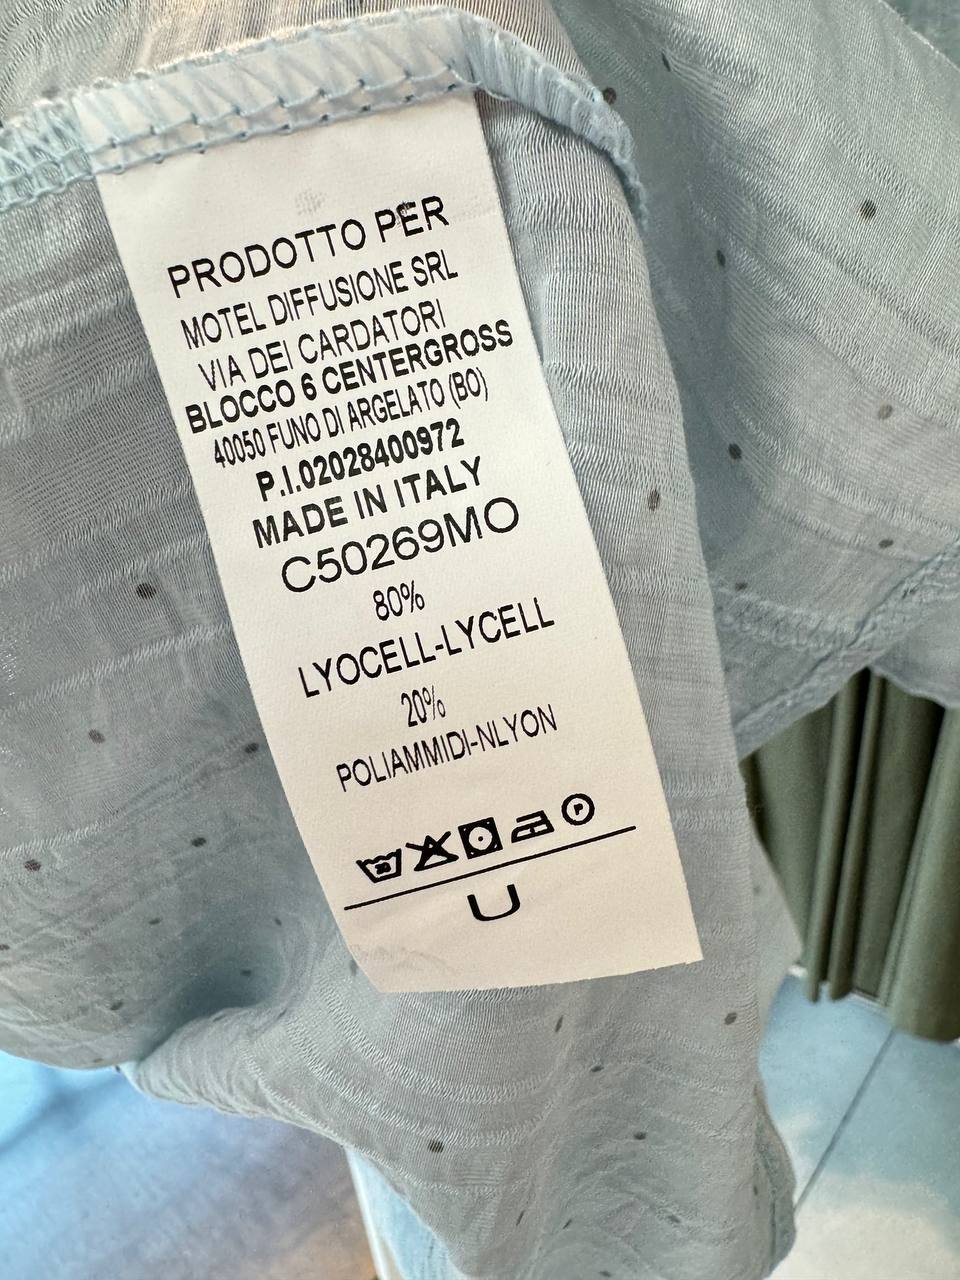 PRODOTTO PER
MOTEL DIFFUSIONE SRL
VIA DEI CARDATORI
BLOCCO 6 CENTERGROSS
40050 FUNO DI ARGELATO (BO)
P.I.02028400972
MADE IN ITALY
C50269MO
80%
LYOCELL-LYCELL
20%
POLIAMMIDI-NLYON
30 P
U